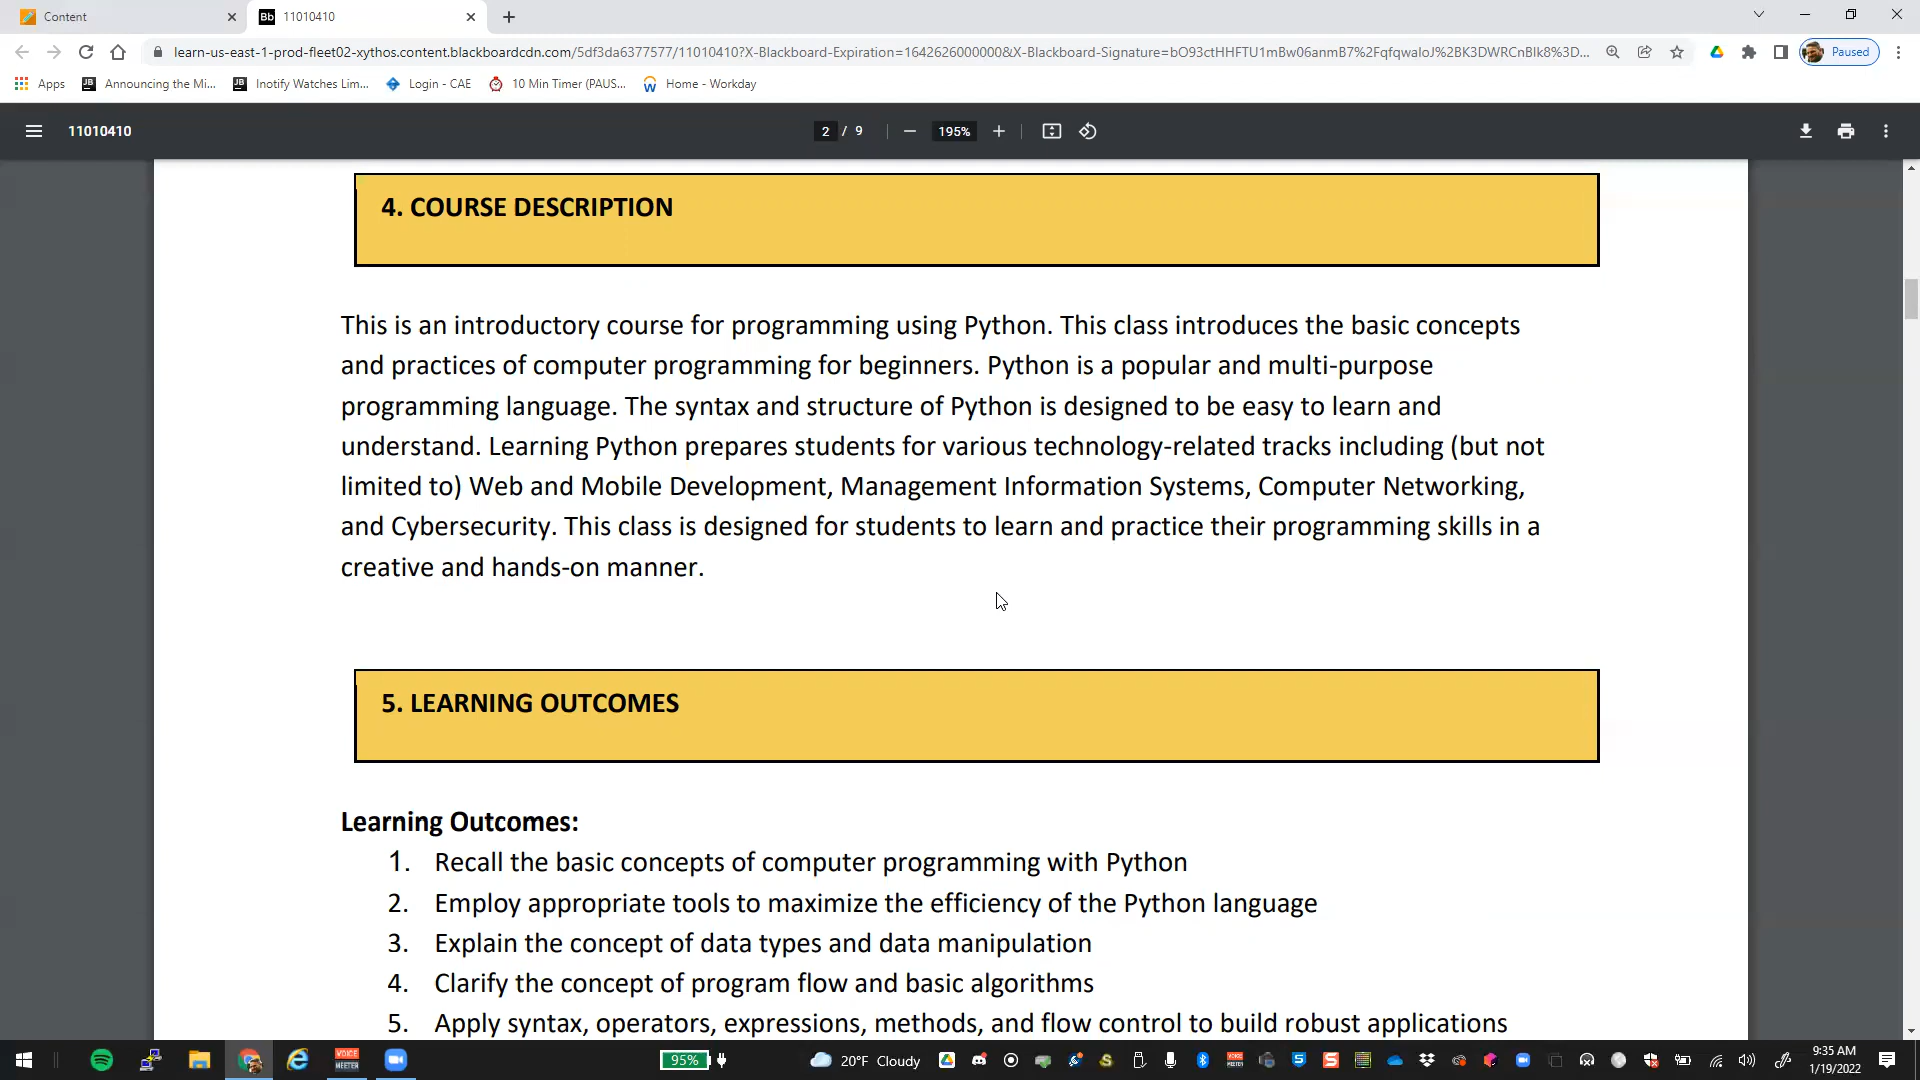 Content
Bb 11010410
learn-us-east-1-prod-fleet02-xythos.content.blackboardcdn.com/5df3da6377577/11010410?X-Blackboard-Expiration=1642626000000&X-Blackboard-Signature=bO93ctHHFTU1mBw06anmB7%2FqfqwaloJ%2BK3DWRCnBlk8%3D...
Paused
Apps
Announcing the Mi...
Inotify Watches Lim...
Login - CAE
10 Min Timer (PAUS...
Home - Workday
11010410
2 / 9
195%
4. COURSE DESCRIPTION
This is an introductory course for programming using Python. This class introduces the basic concepts
and practices of computer programming for beginners. Python is a popular and multi-purpose
programming language. The syntax and structure of Python is designed to be easy to learn and
understand. Learning Python prepares students for various technology-related tracks including (but not
limited to) Web and Mobile Development, Management Information Systems, Computer Networking,
and Cybersecurity. This class is designed for students to learn and practice their programming skills in a
creative and hands-on manner.
5. LEARNING OUTCOMES
Learning Outcomes:
1. Recall the basic concepts of computer programming with Python
2. Employ appropriate tools to maximize the efficiency of the Python language
3. Explain the concept of data types and data manipulation
4. Clarify the concept of program flow and basic algorithms
5. Apply syntax, operators, expressions, methods, and flow control to build robust applications
VOICE
MEETER
95%
20°F Cloudy
9:35 AM
1/19/2022